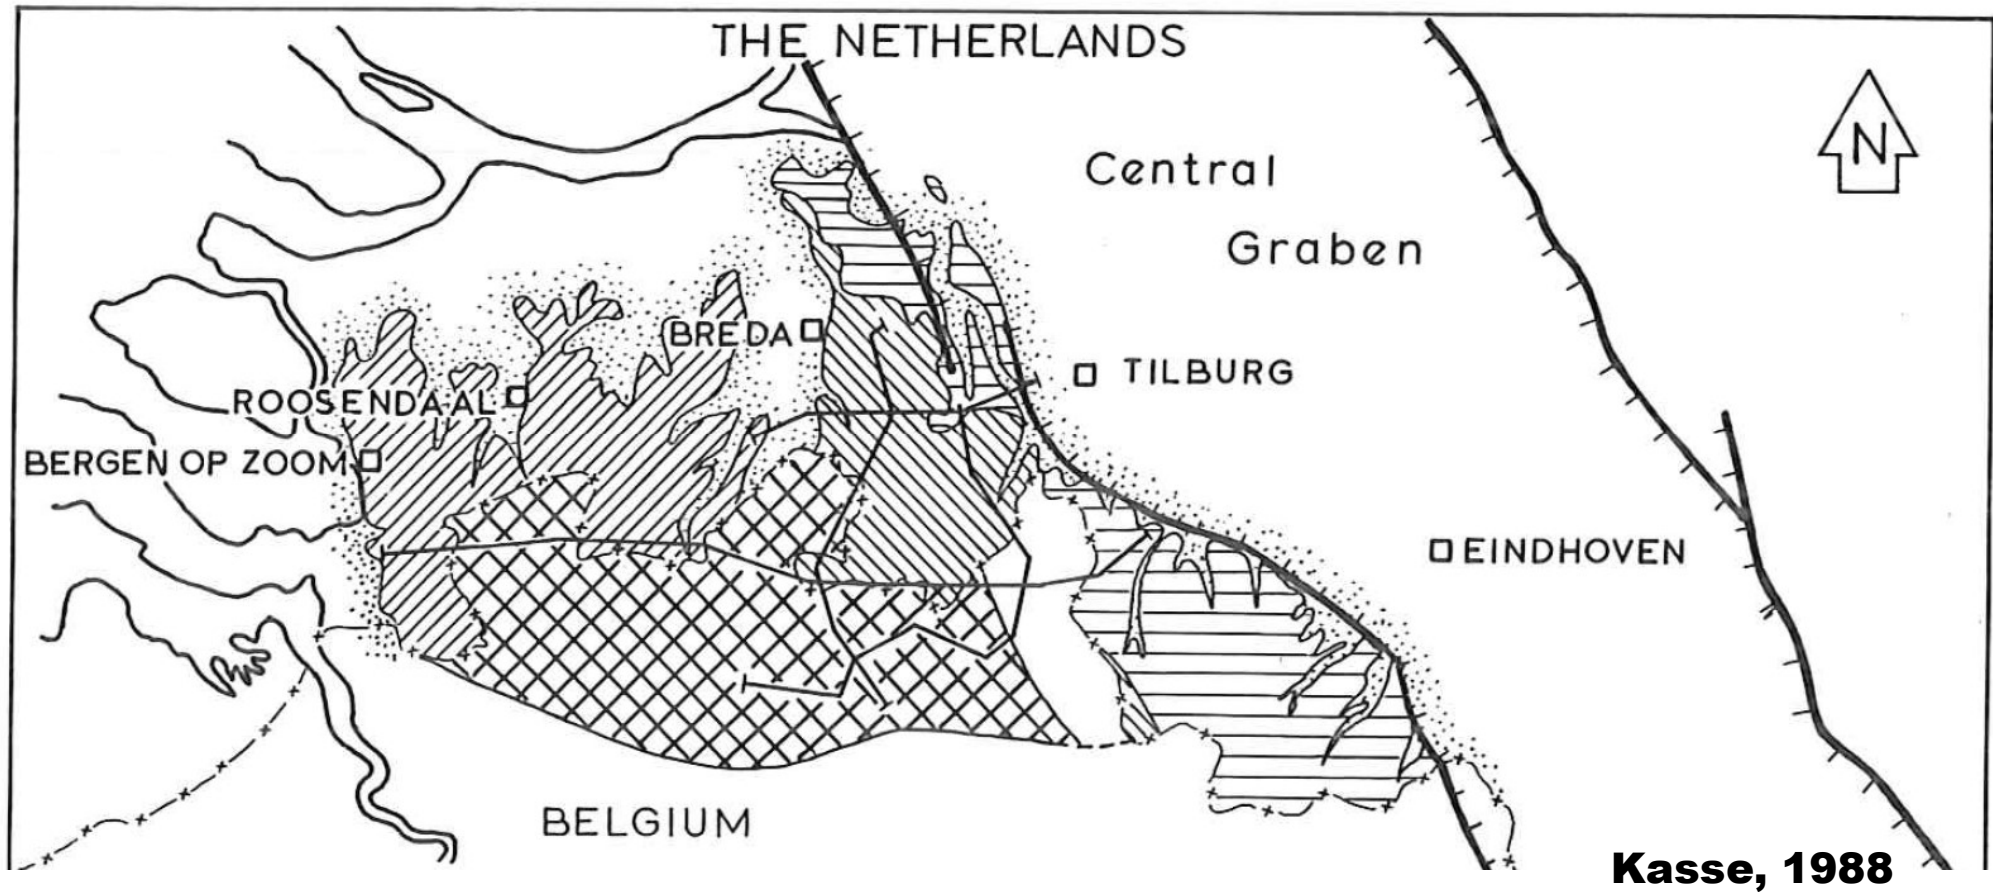 THE NETHERLANDS
N
Central
Graben
BREDA
TILBURG
ROOSENDAAL
BERGEN OP ZOOM
EINDHOVEN
BELGIUM
Kasse, 1988